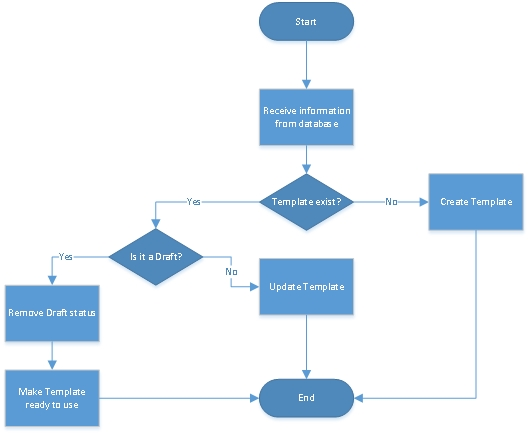 Start
Receive information
from database
Template exist?
Yes
No
Create Template
Is it a Draft?
Yes
No
Update Template
Remove Draft status
Make Template
ready to use
End